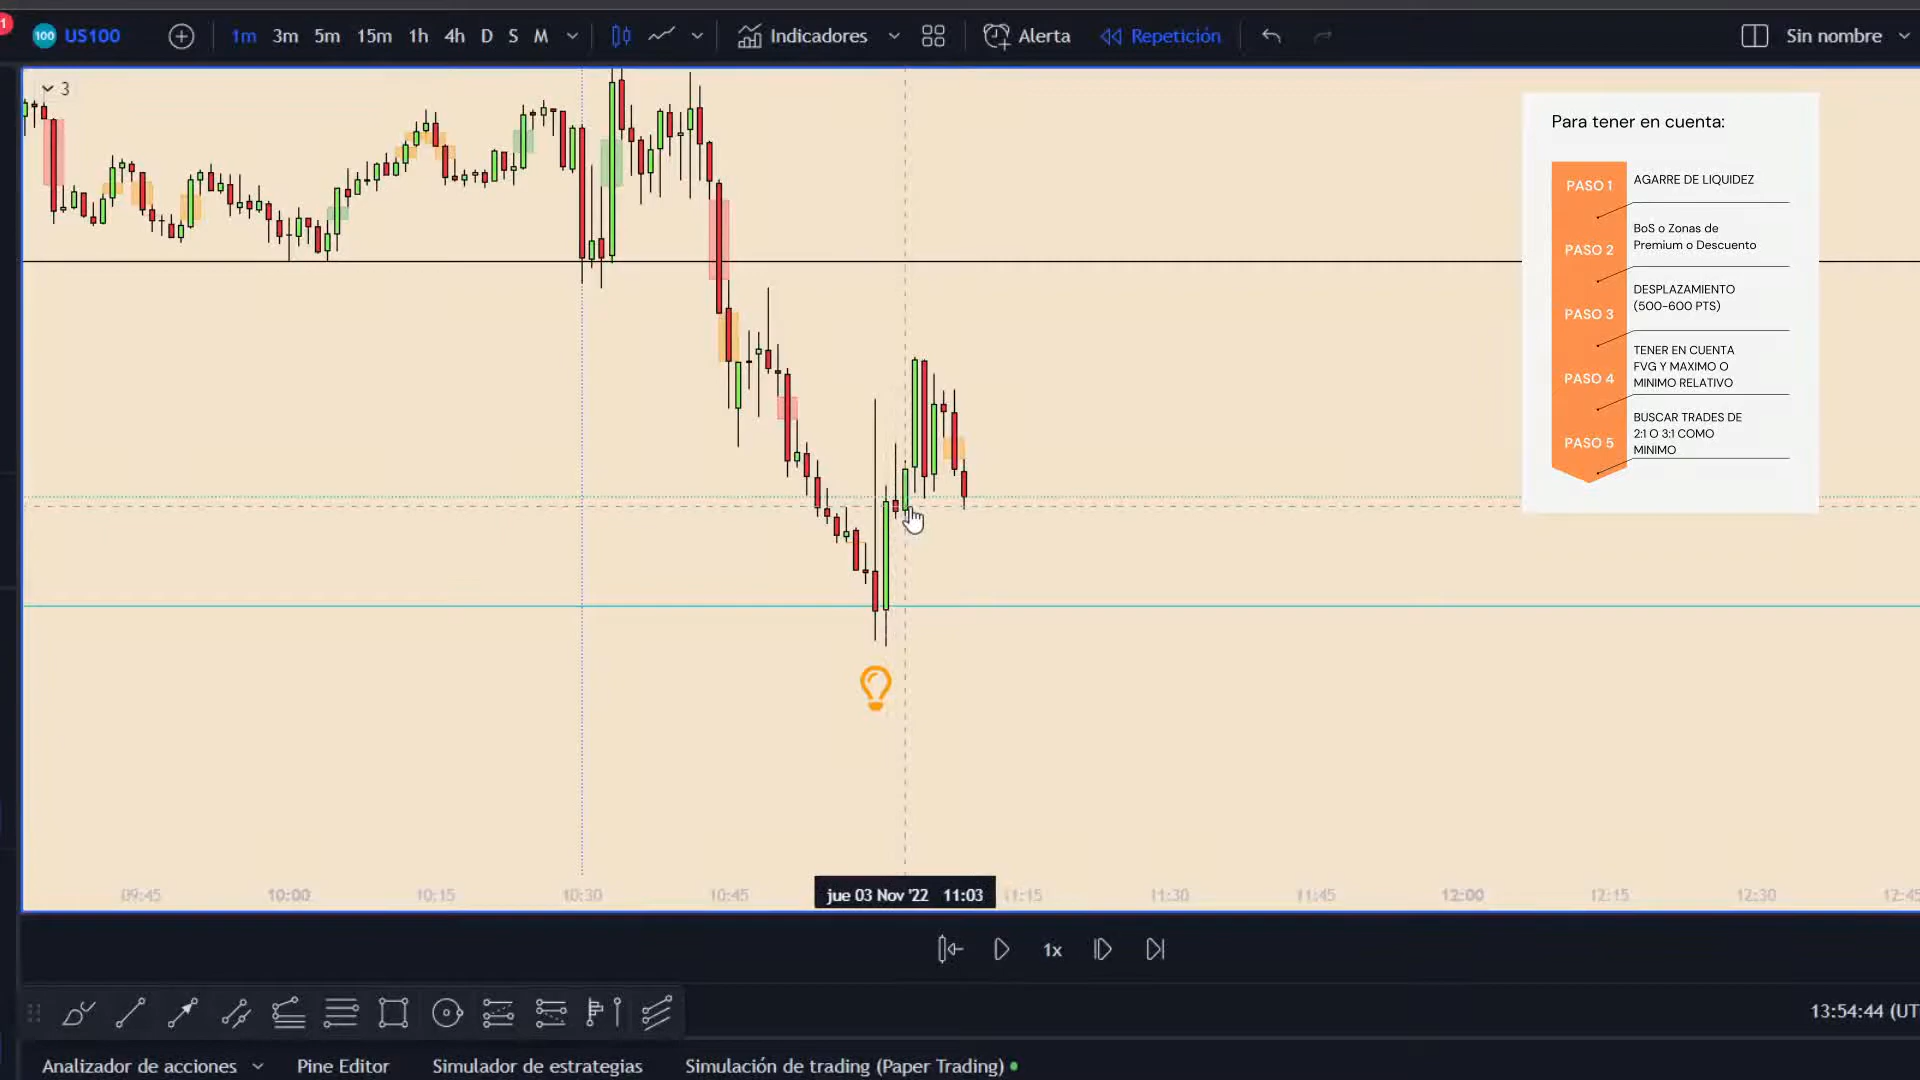 1
100 US100 1m 3m 5m 15m 1h 4h D S M Indicadores Alerta Repetición Sin nombre
3
Para tener en cuenta:
PASO 1 AGARRE DE LIQUIDEZ
PASO 2 BoS o Zonas de
Premium o Descuento
PASO 3 DESPLAZAMIENTO
(500-600 PTS)
PASO 4 TENER EN CUENTA
FVG Y MAXIMO O
MINIMO RELATIVO
PASO 5 BUSCAR TRADES DE
2:1 O 3:1 COMO
MINIMO
09:45 10:00 10:15 10:30 10:45 jue 03 Nov '22 11:03 11:15 11:30 11:45 12:00 12:15 12:30 12:45
1x
13:54:44 (UT
Analizador de acciones Pine Editor Simulador de estrategias Simulación de trading (Paper Trading)